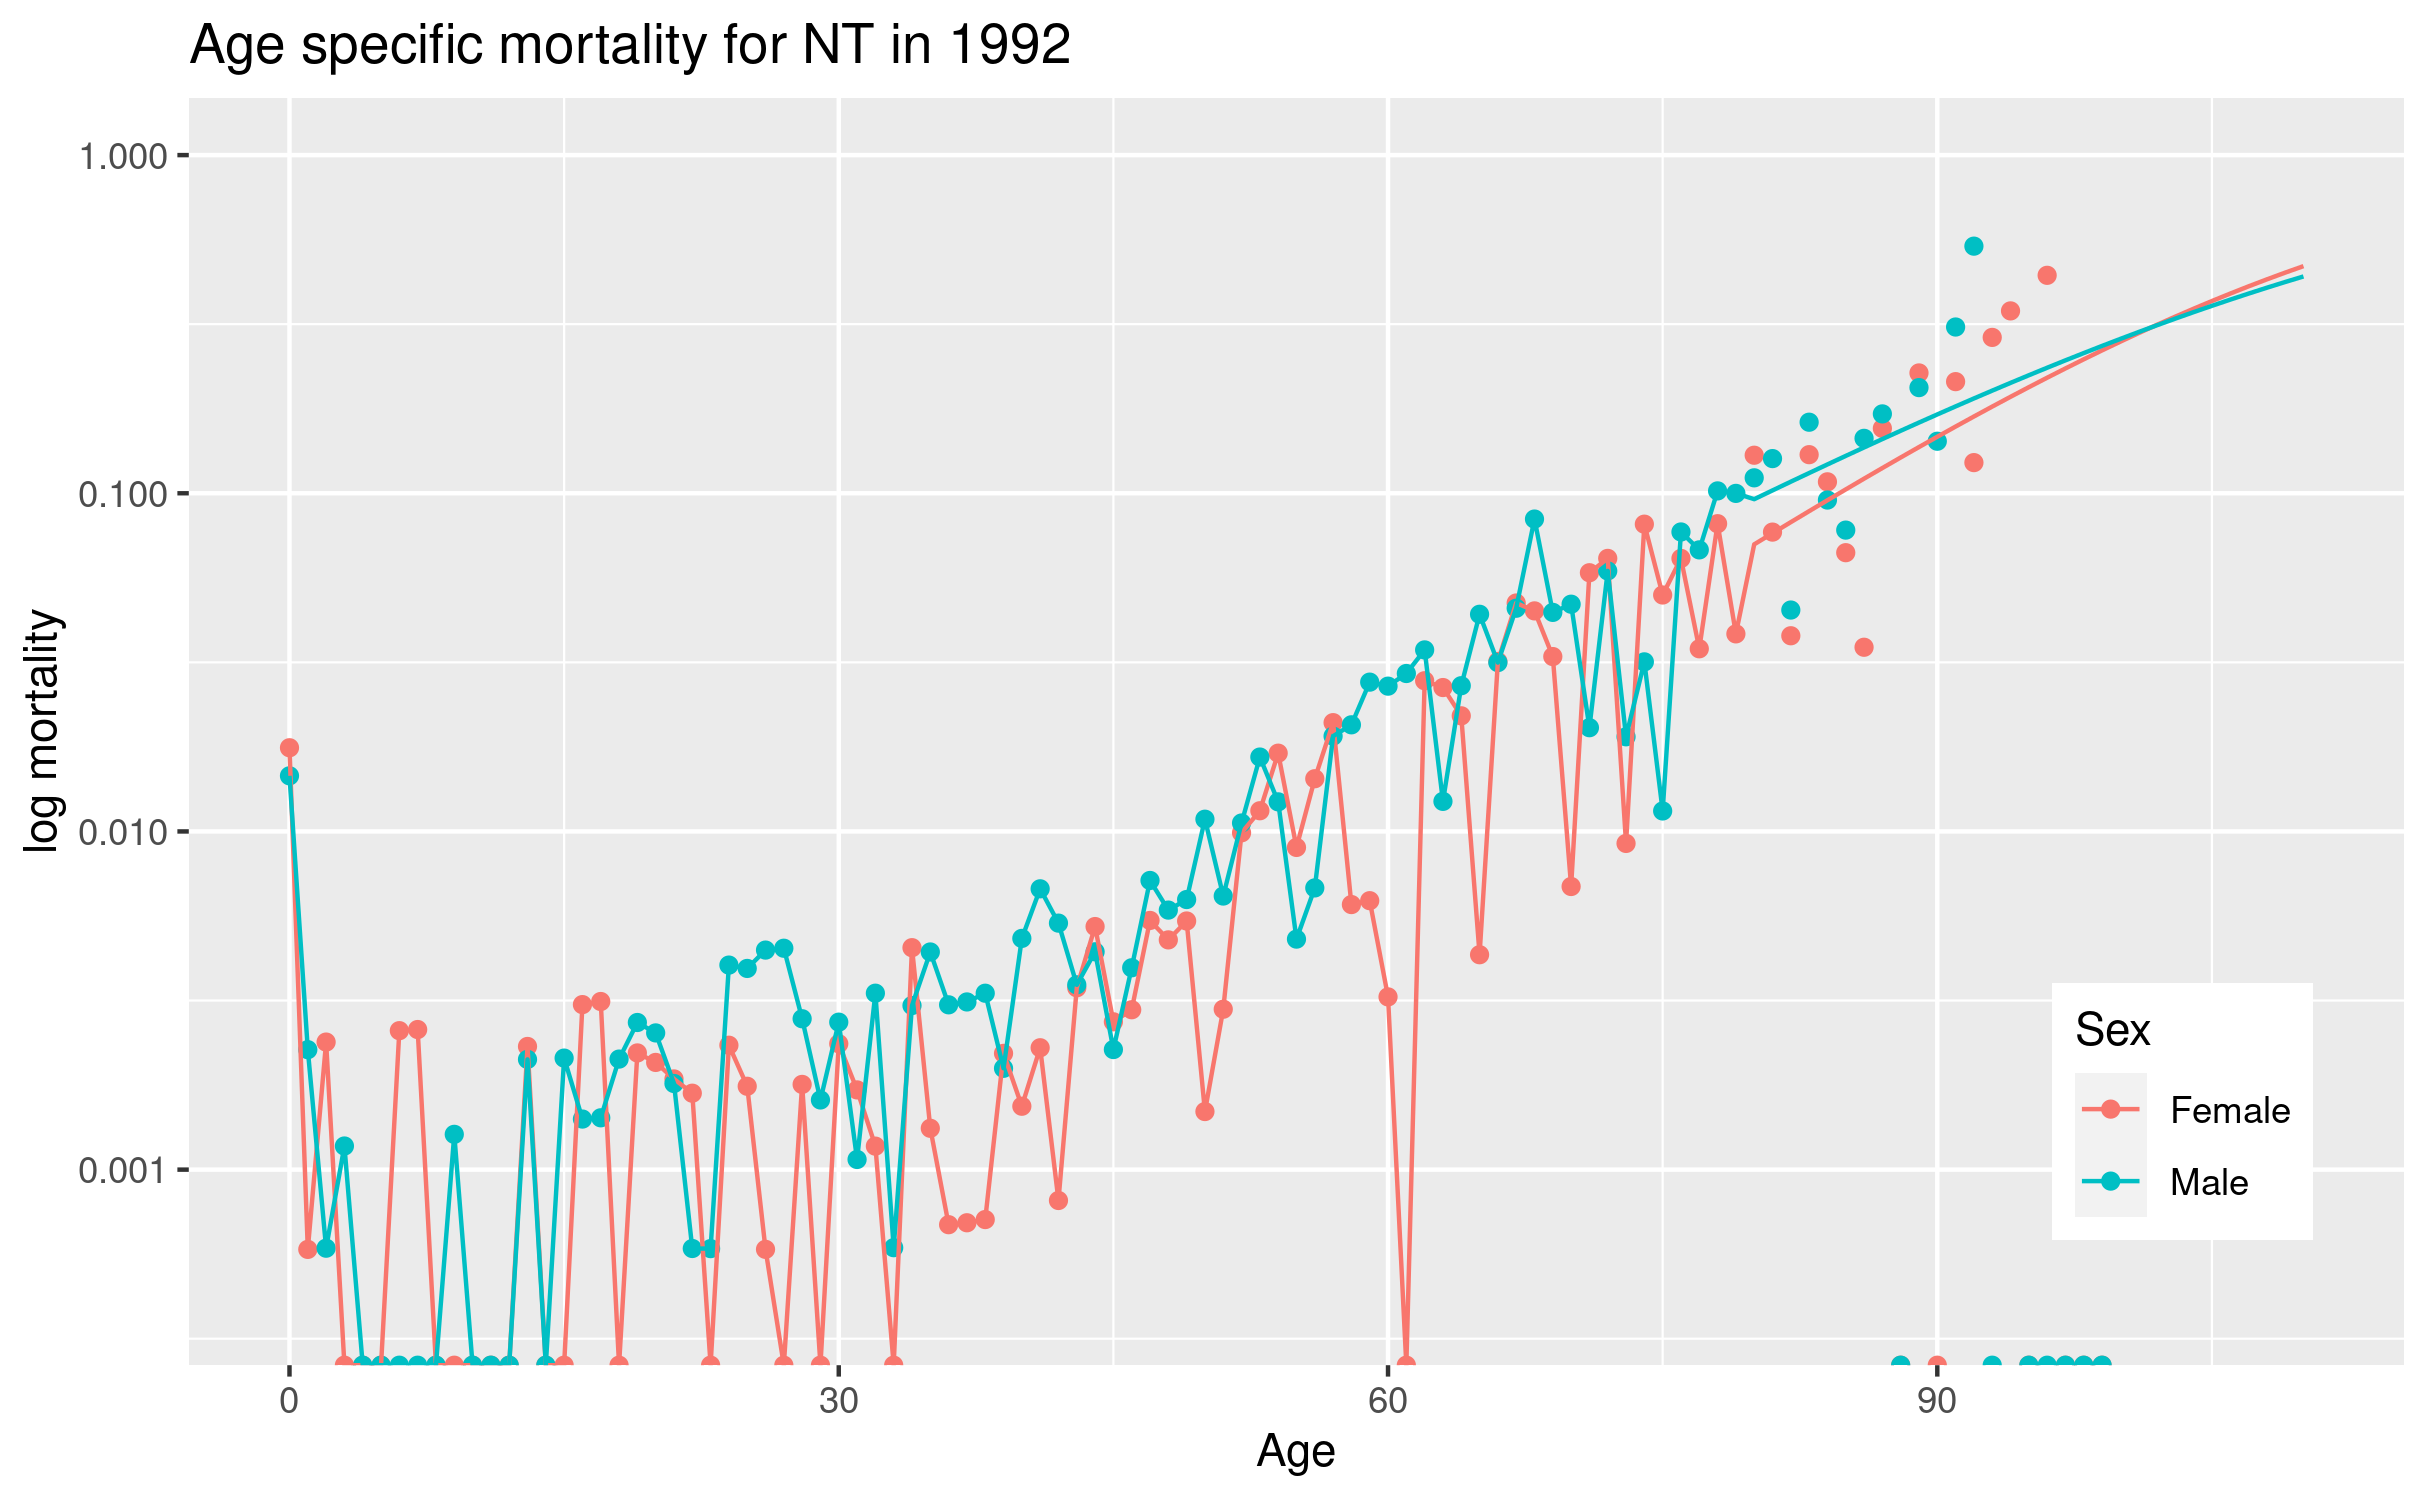 Age specific mortality for NT in 1992
log mortality
1.000
0.100
0.010
0.001
0
30
60
90
Age
Sex
Female
Male